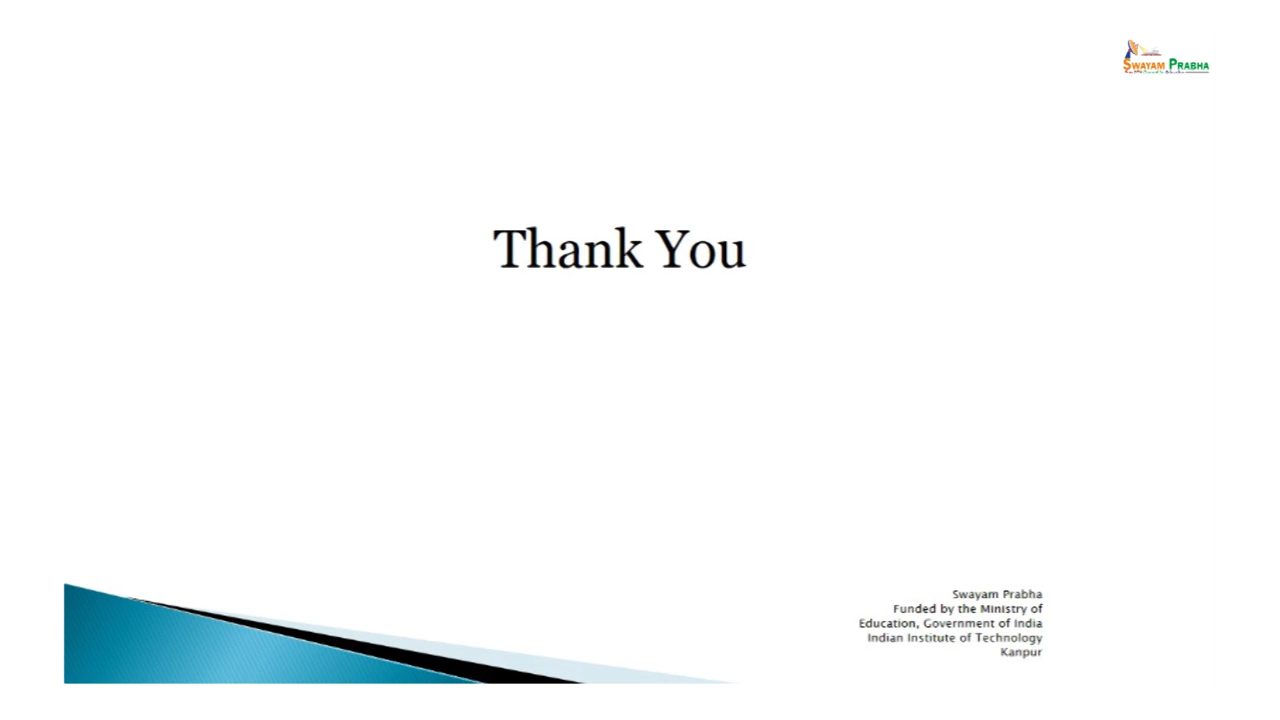 SWAYAM PRABHA
Thank You
Swayam Prabha
Funded by the Ministry of
Education, Government of India
Indian Institute of Technology
Kanpur